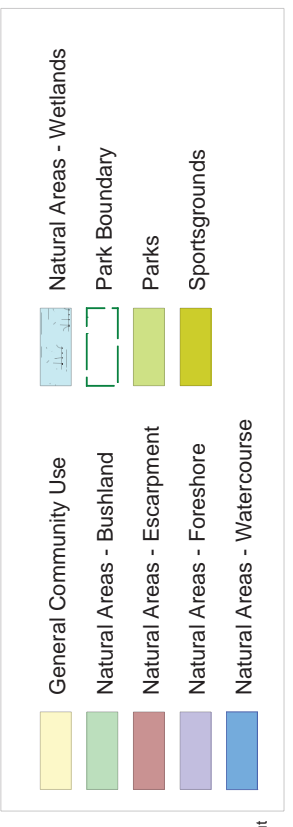 General Community Use
Natural Areas - Bushland
Natural Areas - Escarpment
Natural Areas - Foreshore
Natural Areas - Watercourse
Natural Areas - Wetlands
Park Boundary
Parks
Sportsgrounds